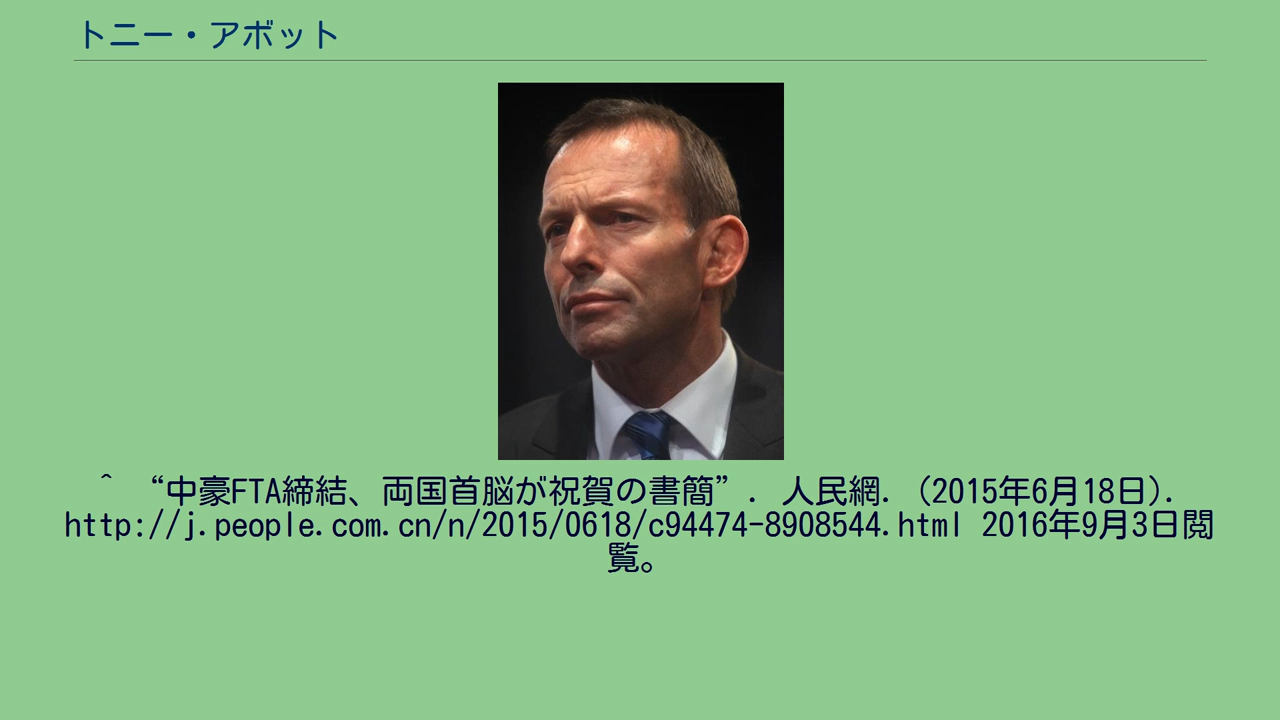 トニー・アボット
^ “中豪FTA締結、両国首脳が祝賀の書簡”. 人民網. (2015年6月18日).
http://j.people.com.cn/n/2015/0618/c94474-8908544.html 2016年9月3日閲
覧。